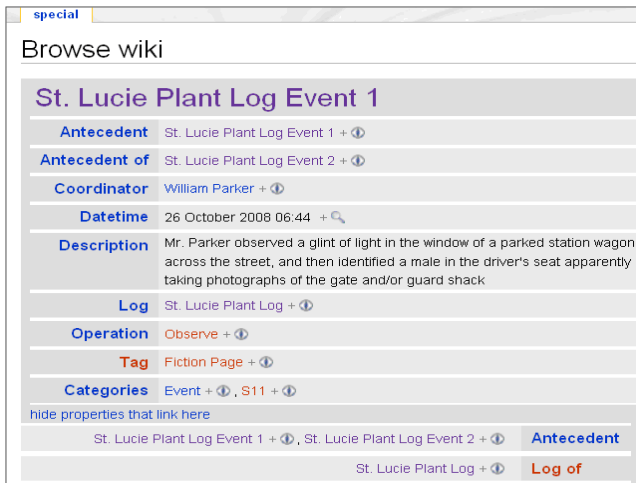 special
Browse wiki
St. Lucie Plant Log Event 1
Antecedent St. Lucie Plant Log Event 1 +
Antecedent of St. Lucie Plant Log Event 2 +
Coordinator William Parker +
Datetime 26 October 2008 06:44 +
Description Mr. Parker observed a glint of light in the window of a parked station wagon
across the street, and then identified a male in the driver's seat apparently
taking photographs of the gate and/or guard shack
Log St. Lucie Plant Log +
Operation Observe +
Tag Fiction Page +
Categories Event + , S11 +
hide properties that link here
St. Lucie Plant Log Event 1 + , St. Lucie Plant Log Event 2 + Antecedent
St. Lucie Plant Log + Log of